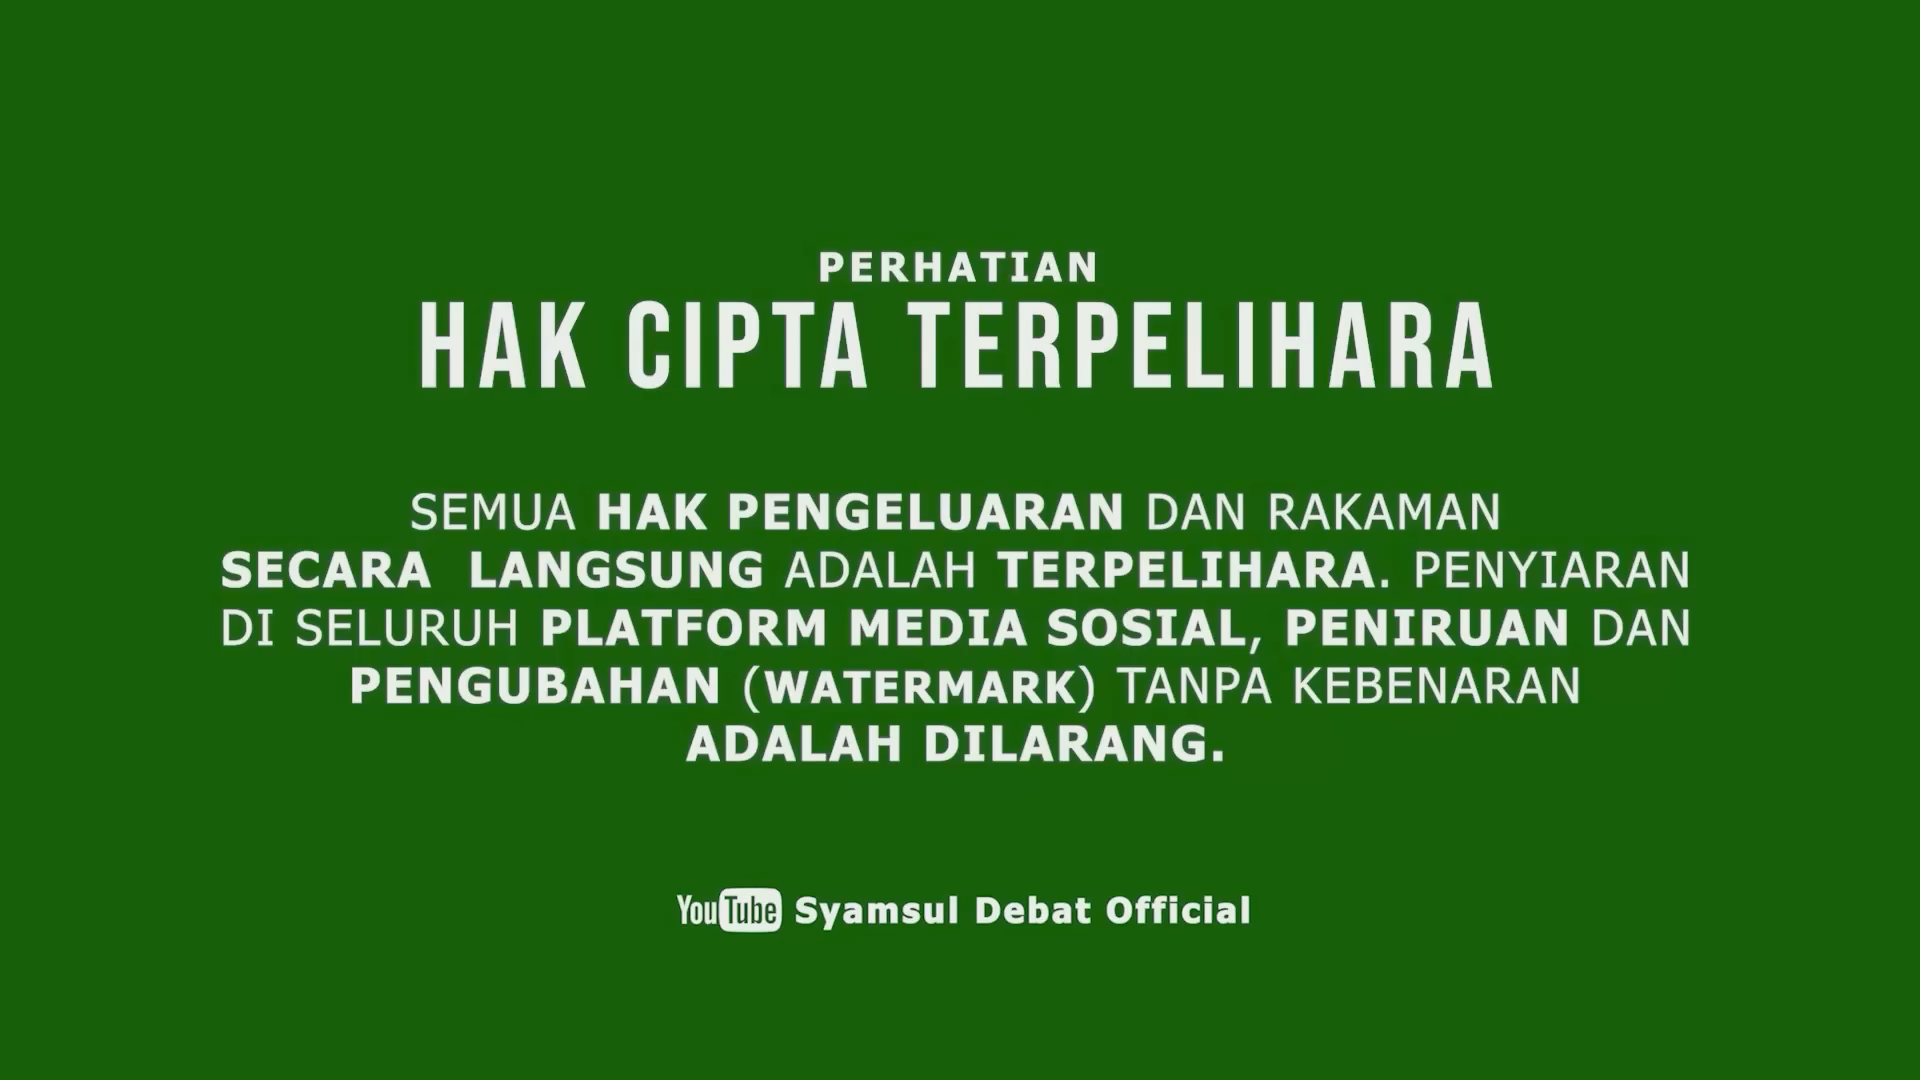 PERHATIAN
HAK CIPTA TERPELIHARA
SEMUA HAK PENGELUARAN DAN RAKAMAN
SECARA LANGSUNG ADALAH TERPELIHARA. PENYIARAN
DI SELURUH PLATFORM MEDIA SOSIAL, PENIRUAN DAN
PENGUBAHAN (WATERMARK) TANPA KEBENARAN
ADALAH DILARANG.
YouTube Syamsul Debat Official